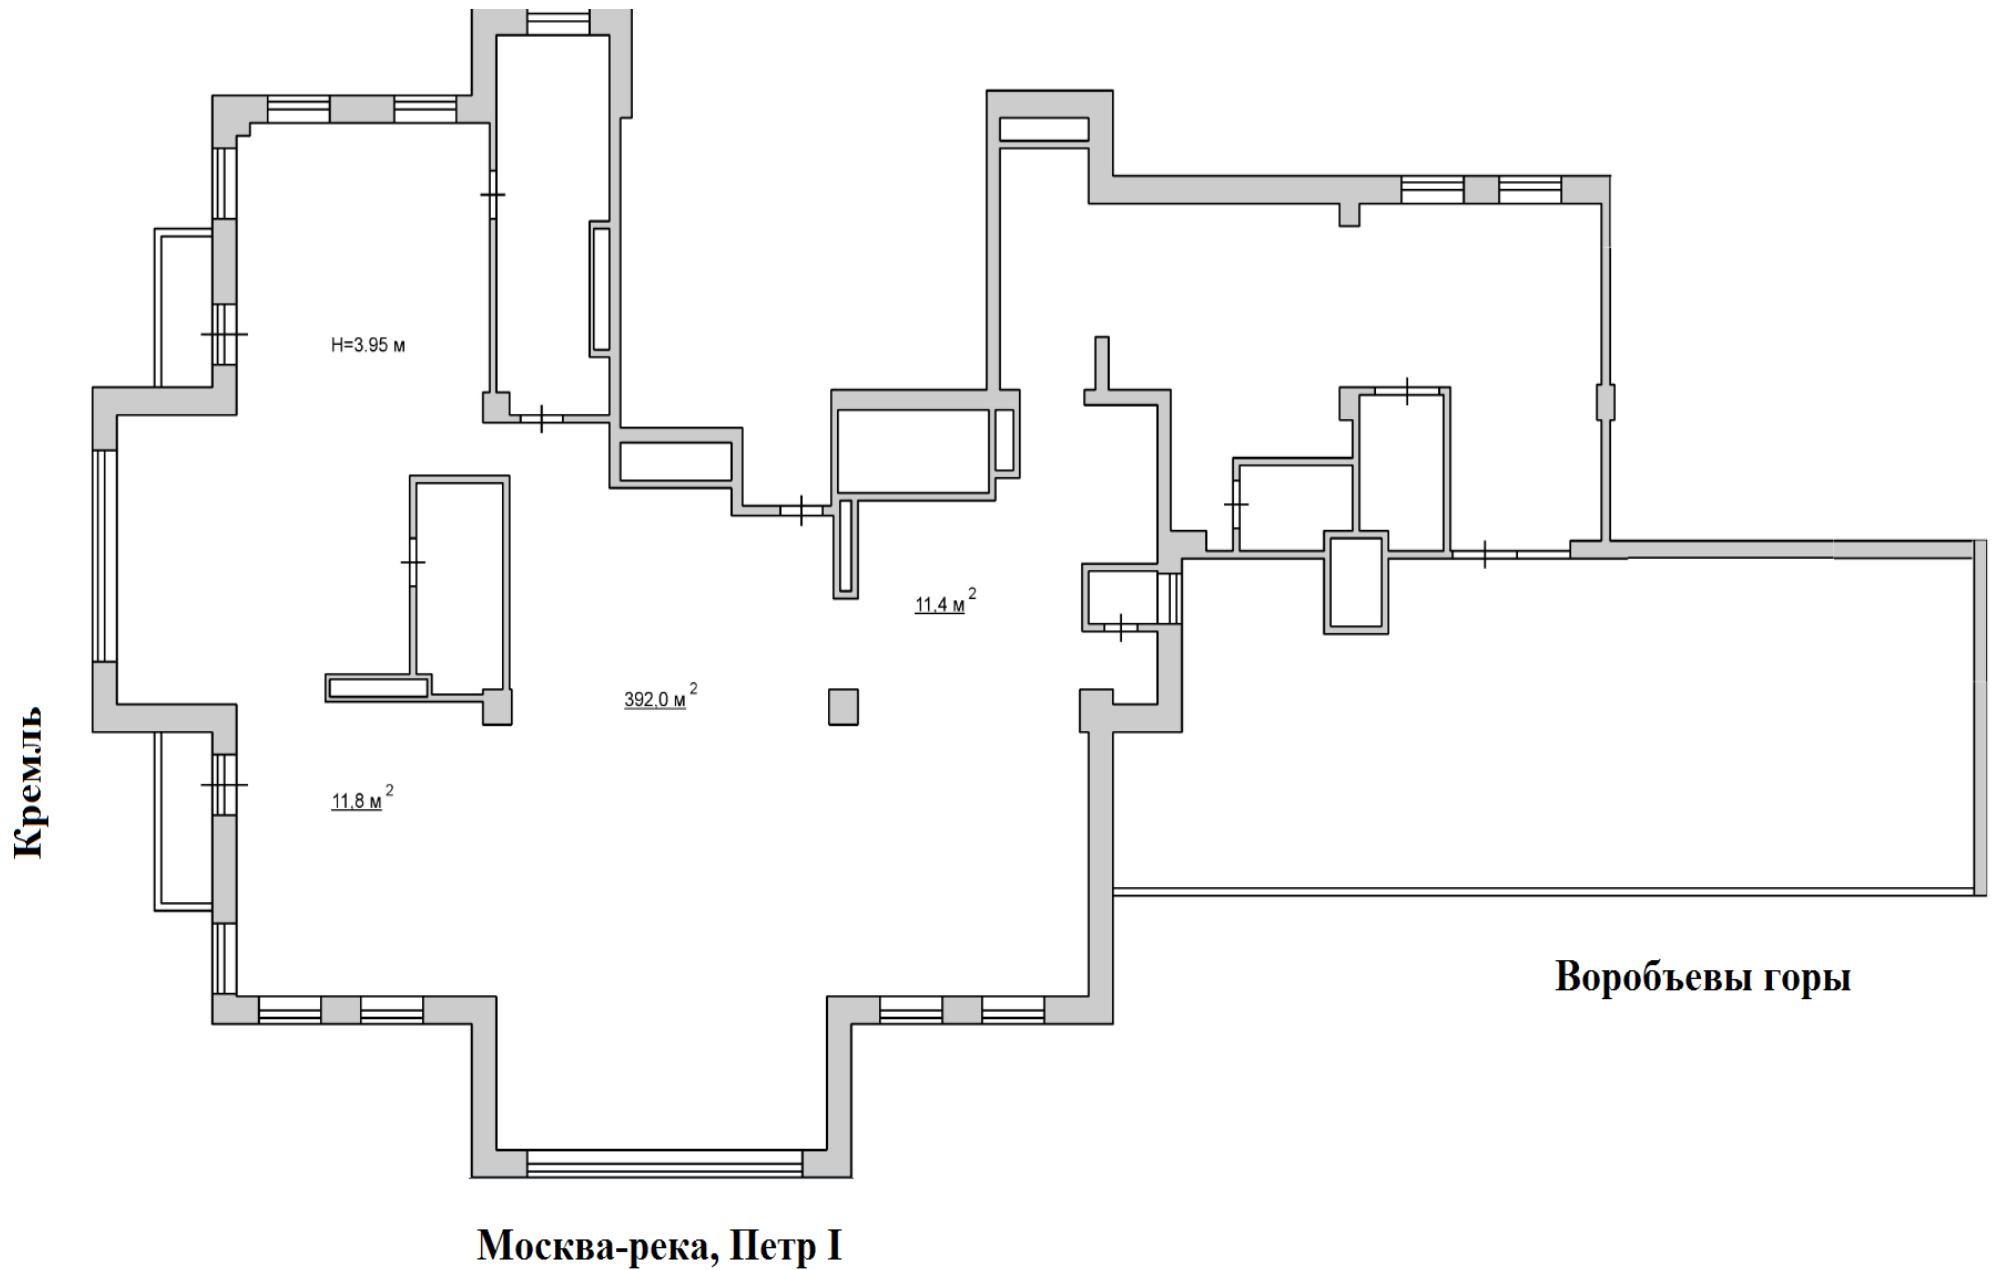 H=3.95 м
11,4 м²
392,0 м²
Кремль
11,8 м²
Воробъевы горы
Москва-река, Петр I